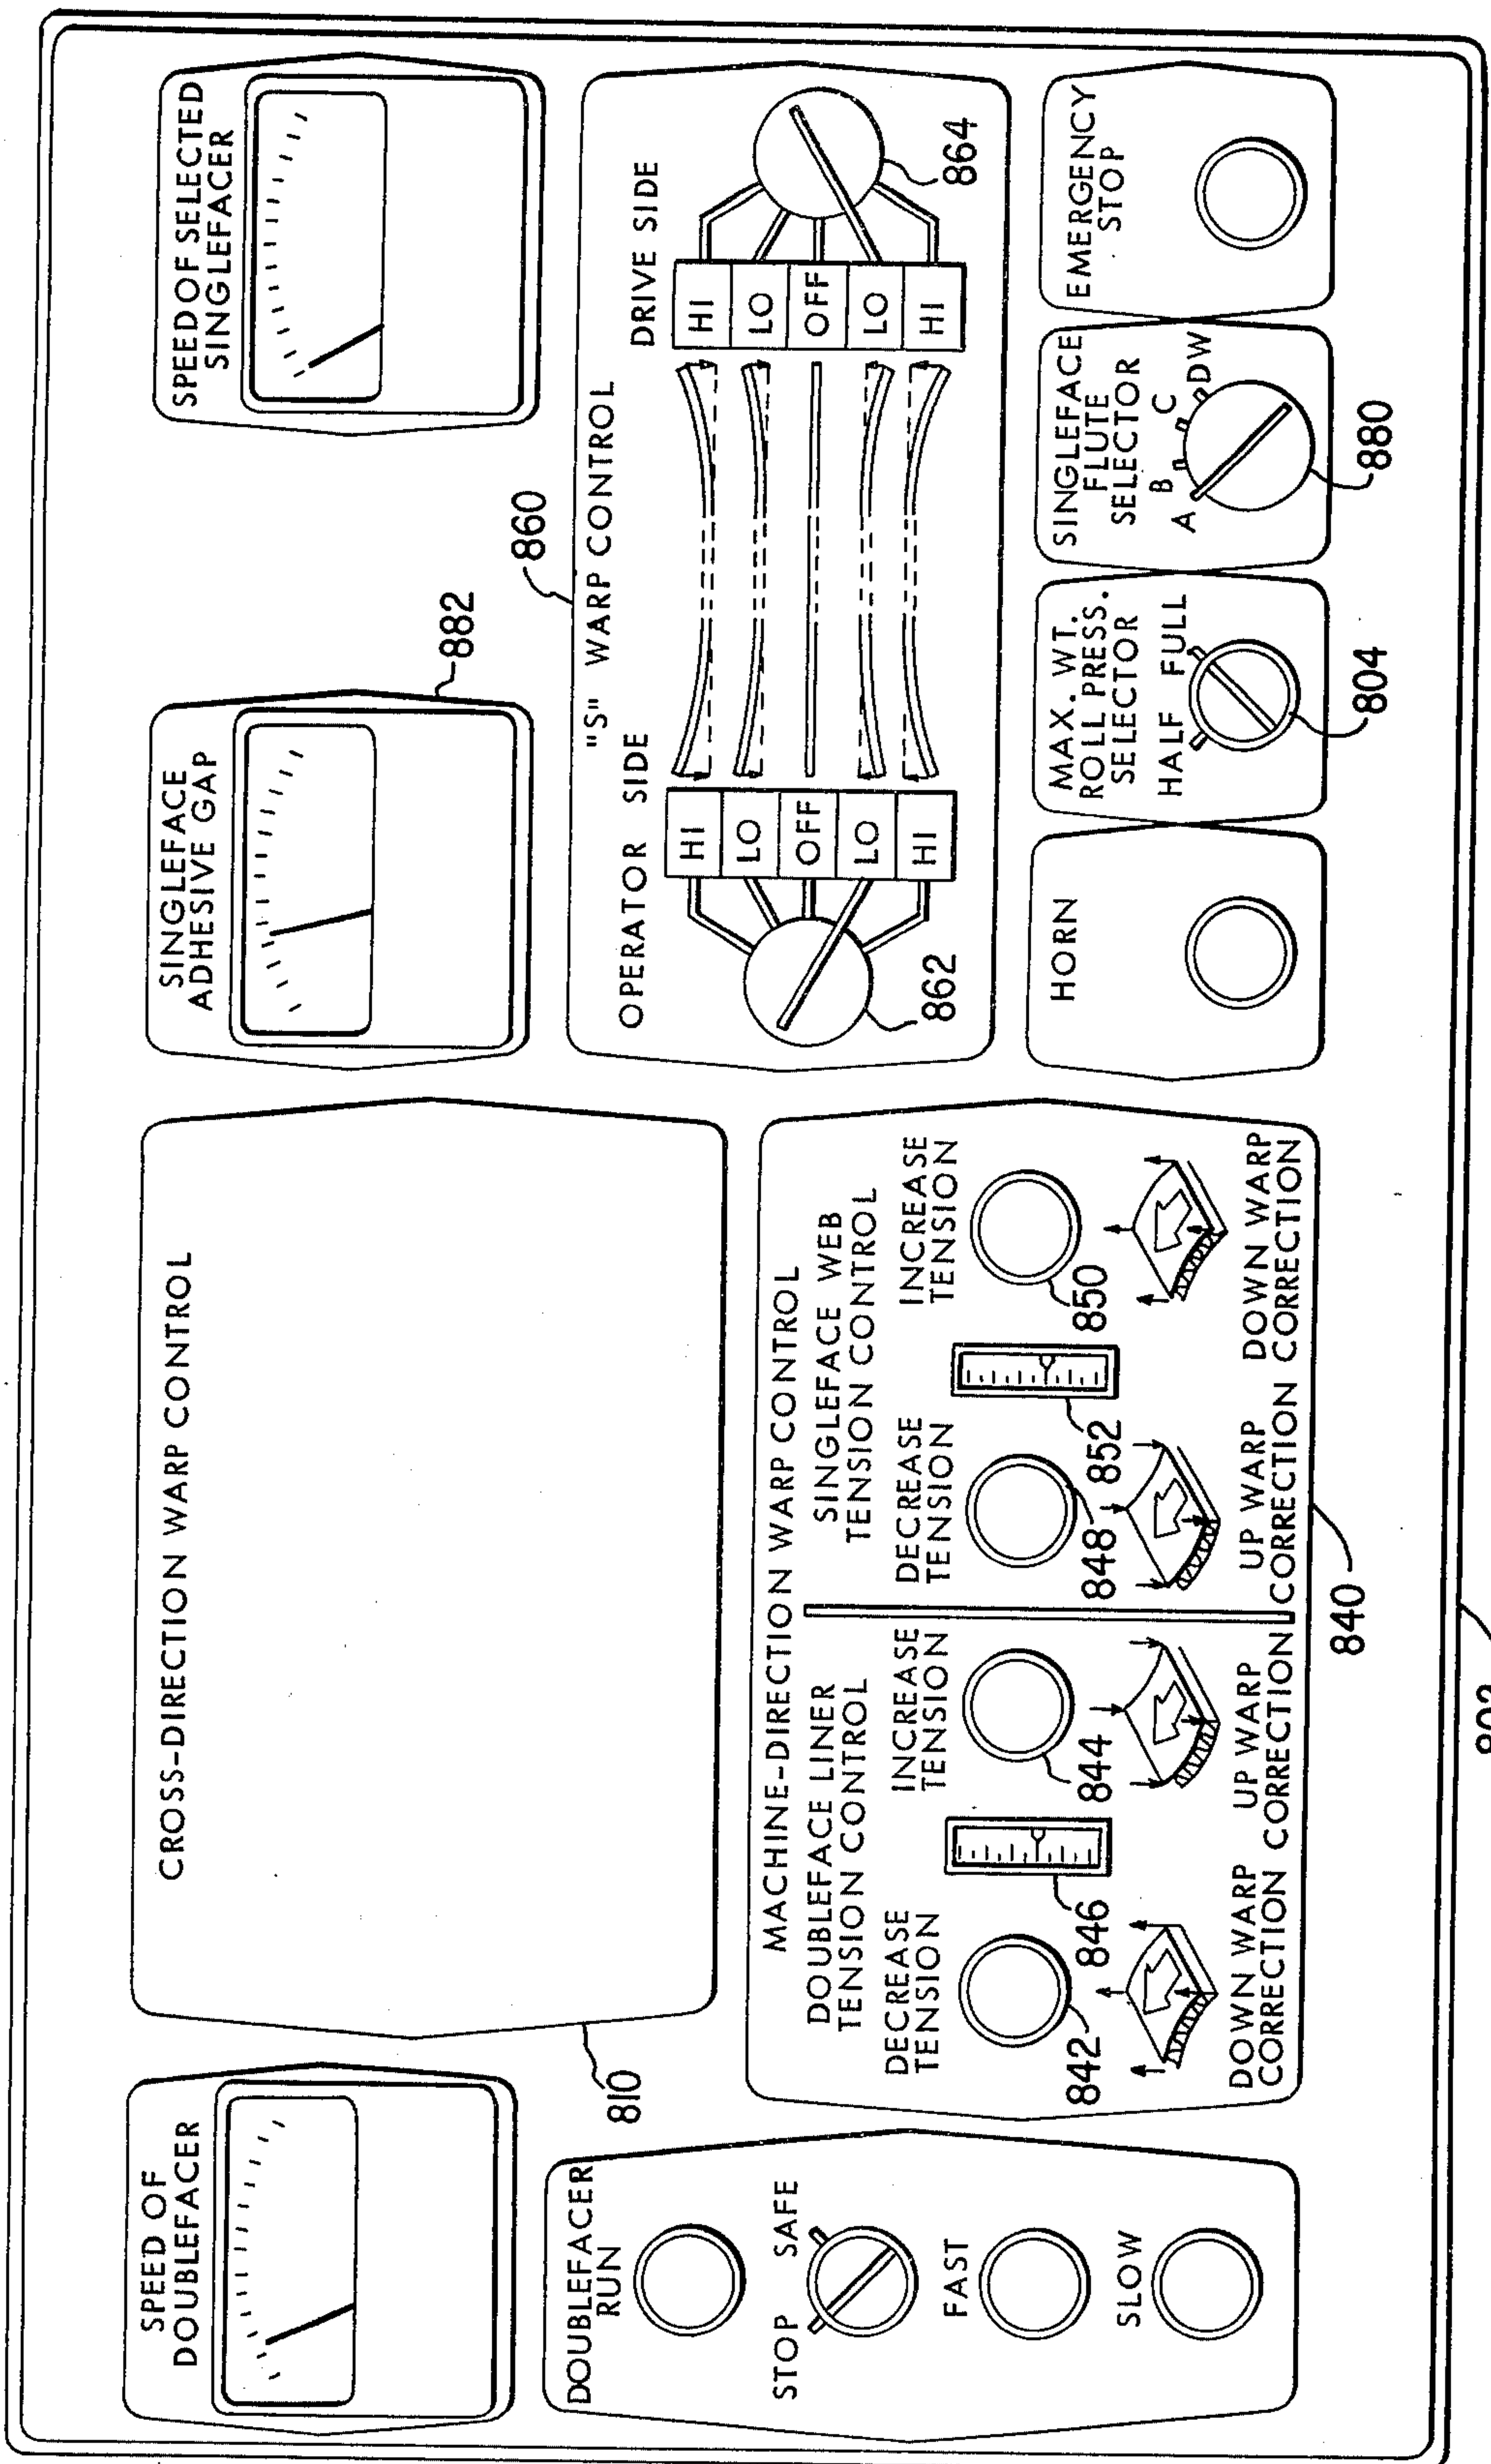 SPEED OF
DOUBLEFACER
DOUBLEFACER
RUN
STOP SAFE
FAST
SLOW
CROSS-DIRECTION WARP CONTROL
810
MACHINE-DIRECTION WARP CONTROL
DOUBLEFACE LINER
TENSION CONTROL
DECREASE
TENSION
INCREASE
TENSION
842
846
844
DOWN WARP
CORRECTION
UP WARP
CORRECTION
SINGLEFACE WEB
TENSION CONTROL
DECREASE
TENSION
INCREASE
TENSION
848
852
850
UP WARP
CORRECTION
DOWN WARP
CORRECTION
840
SINGLEFACE
ADHESIVE GAP
882
SPEED OF SELECTED
SINGLEFACER
860
"S" WARP CONTROL
OPERATOR SIDE
DRIVE SIDE
HI
LO
OFF
LO
HI
HI
LO
OFF
LO
HI
862
864
HORN
MAX. WT.
ROLL PRESS.
SELECTOR
HALF FULL
804
SINGLEFACE
FLUTE
SELECTOR
A B C DW
880
EMERGENCY
STOP